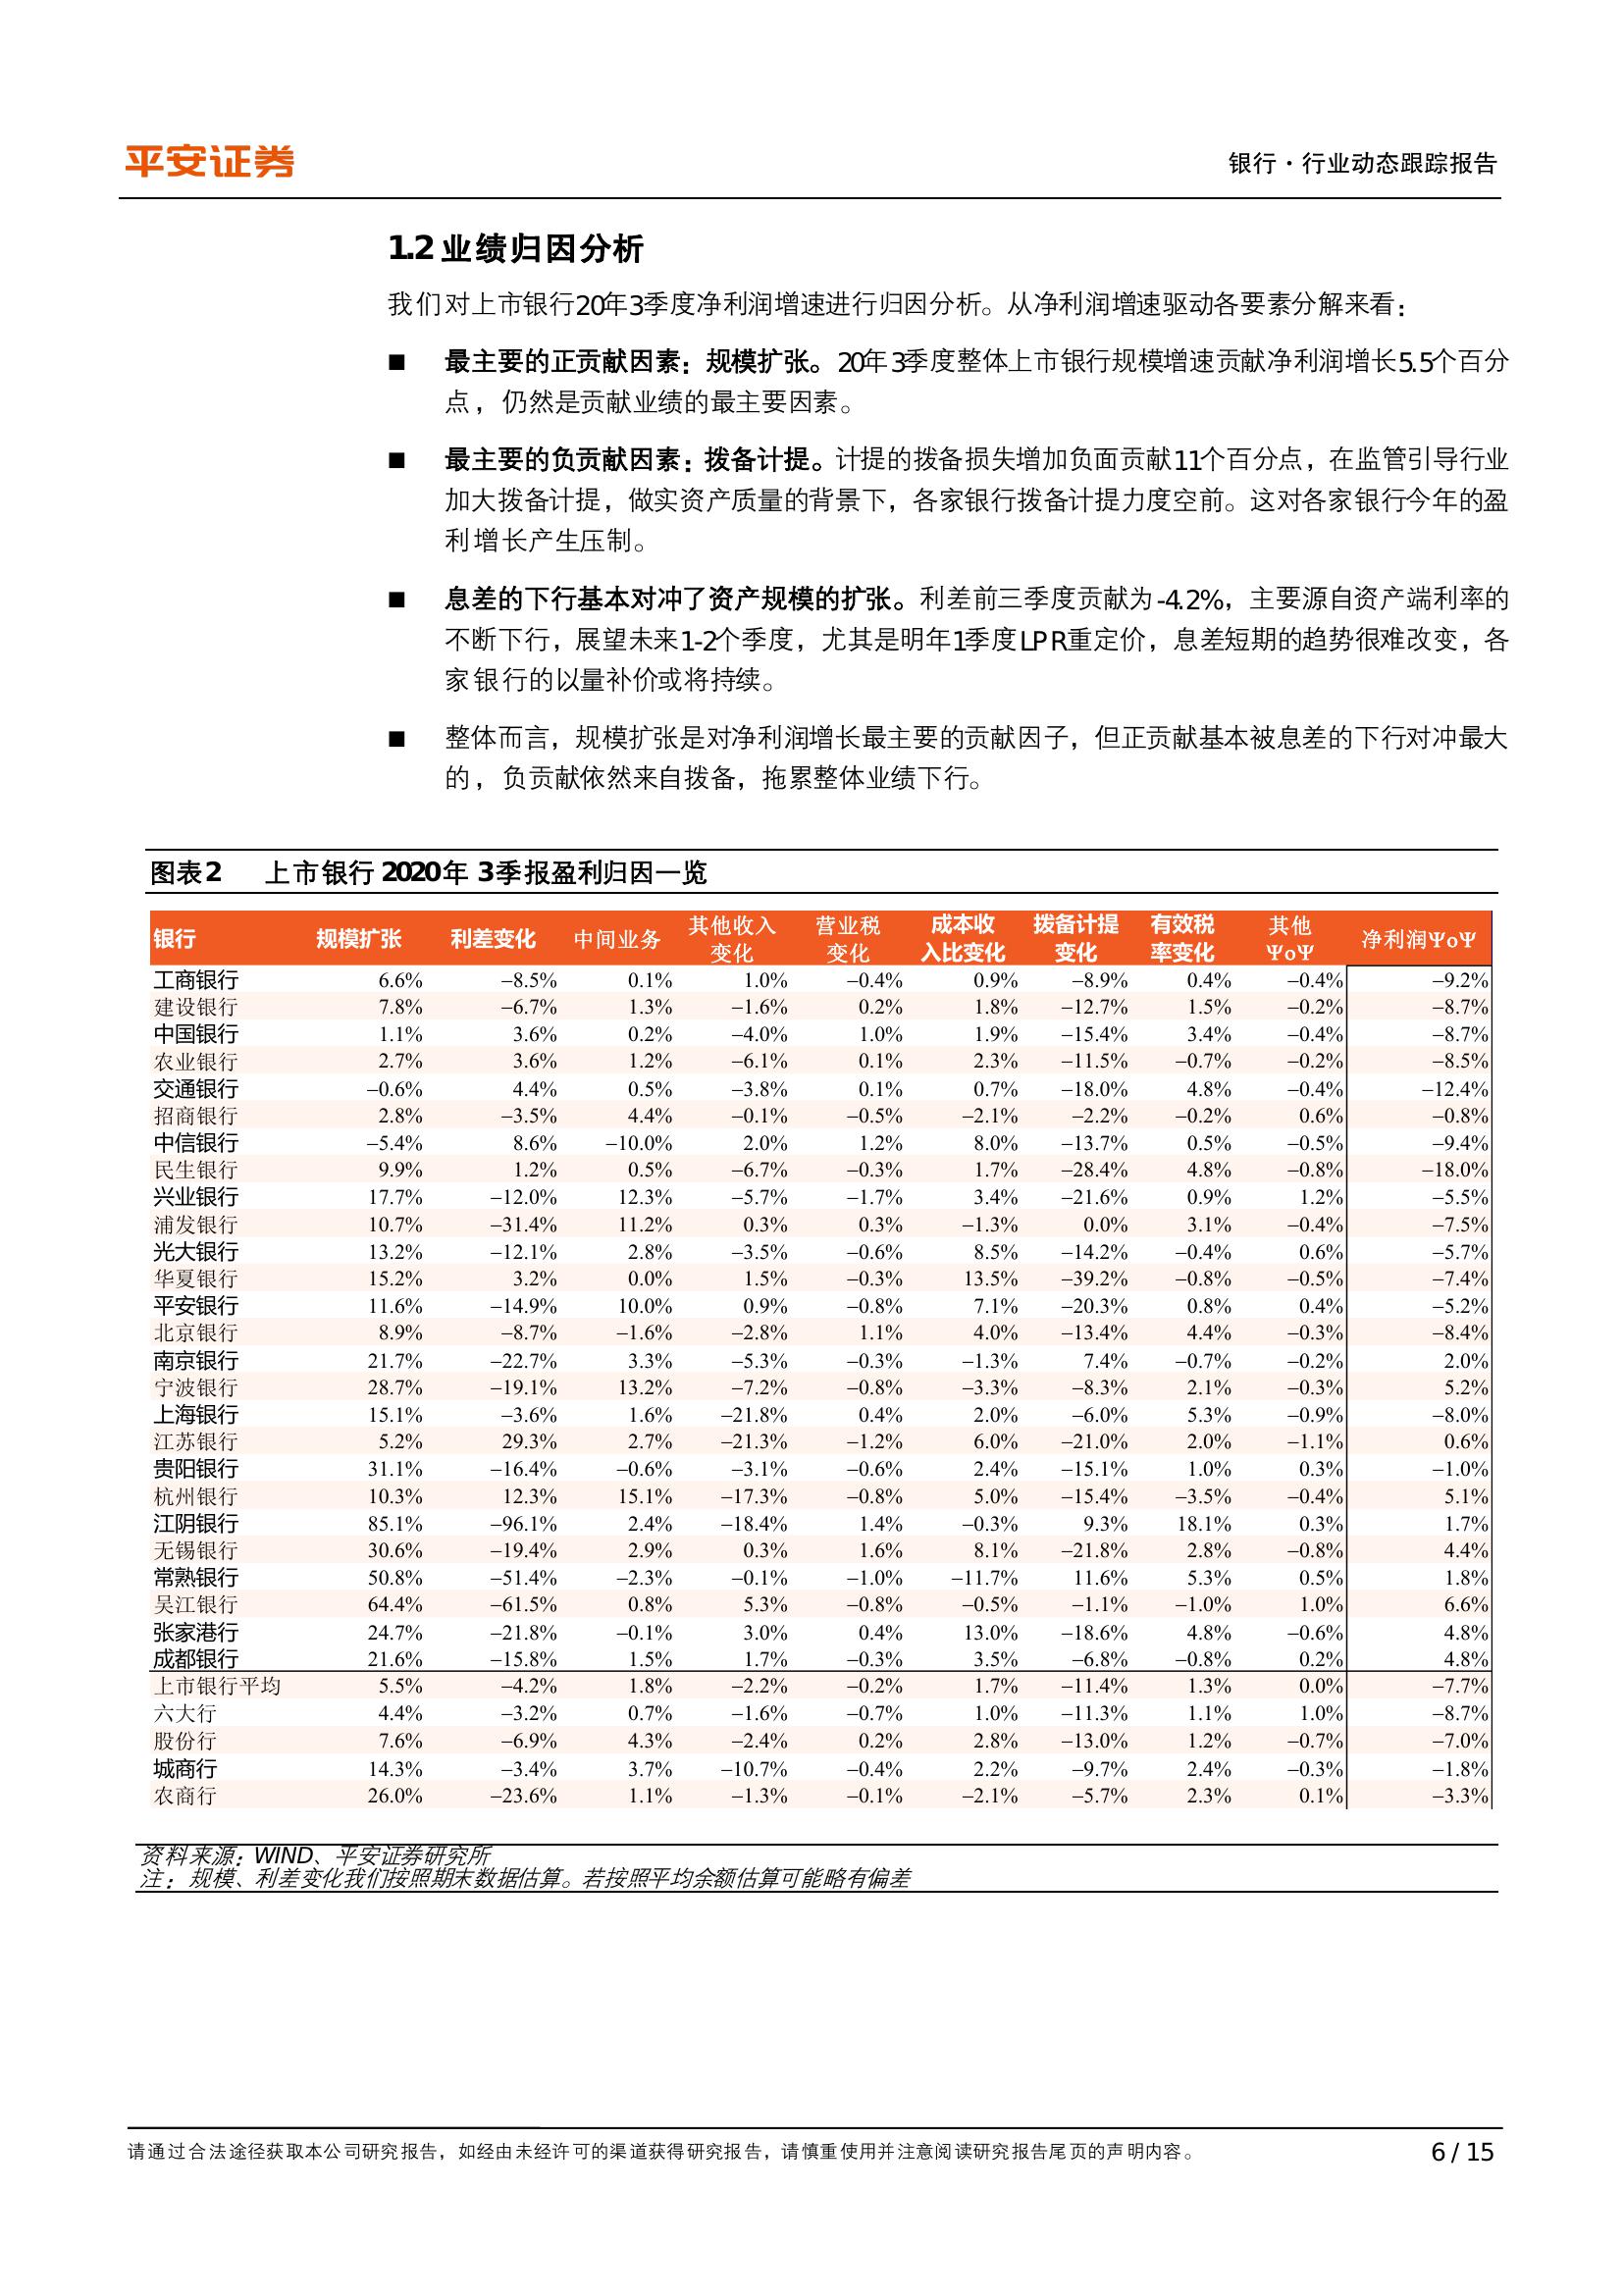 平安证券
银行·行业动态跟踪报告
1.2 业绩归因分析
我们对上市银行20年3季度净利润增速进行归因分析。从净利润增速驱动各要素分解来看：
■ 最主要的正贡献因素：规模扩张。20年3季度整体上市银行规模增速贡献净利润增长5.5个百分
点，仍然是贡献业绩的最主要因素。
■ 最主要的负贡献因素：拨备计提。计提的拨备损失增加负面贡献11个百分点，在监管引导行业
加大拨备计提，做实资产质量的背景下，各家银行拨备计提力度空前。这对各家银行今年的盈
利增长产生压制。
■ 息差的下行基本对冲了资产规模的扩张。利差前三季度贡献为-4.2%，主要源自资产端利率的
不断下行，展望未来1-2个季度，尤其是明年1季度LPR重定价，息差短期的趋势很难改变，各
家银行的以量补价或将持续。
■ 整体而言，规模扩张是对净利润增长最主要的贡献因子，但正贡献基本被息差的下行对冲最大
的，负贡献依然来自拨备，拖累整体业绩下行。
图表2 上市银行 2020年 3季报盈利归因一览
银行 规模扩张 利差变化 中间业务 其他收入变化 营业税变化 成本收入比变化 拨备计提变化 有效税率变化 其他ΨoΨ 净利润ΨoΨ
工商银行 6.6% −8.5% 0.1% 1.0% −0.4% 0.9% −8.9% 0.4% −0.4% −9.2%
建设银行 7.8% −6.7% 1.3% −1.6% 0.2% 1.8% −12.7% 1.5% −0.2% −8.7%
中国银行 1.1% 3.6% 0.2% −4.0% 1.0% 1.9% −15.4% 3.4% −0.4% −8.7%
农业银行 2.7% 3.6% 1.2% −6.1% 0.1% 2.3% −11.5% −0.7% −0.2% −8.5%
交通银行 −0.6% 4.4% 0.5% −3.8% 0.1% 0.7% −18.0% 4.8% −0.4% −12.4%
招商银行 2.8% −3.5% 4.4% −0.1% −0.5% −2.1% −2.2% −0.2% 0.6% −0.8%
中信银行 −5.4% 8.6% −10.0% 2.0% 1.2% 8.0% −13.7% 0.5% −0.5% −9.4%
民生银行 9.9% 1.2% 0.5% −6.7% −0.3% 1.7% −28.4% 4.8% −0.8% −18.0%
兴业银行 17.7% −12.0% 12.3% −5.7% −1.7% 3.4% −21.6% 0.9% 1.2% −5.5%
浦发银行 10.7% −31.4% 11.2% 0.3% 0.3% −1.3% 0.0% 3.1% −0.4% −7.5%
光大银行 13.2% −12.1% 2.8% −3.5% −0.6% 8.5% −14.2% −0.4% 0.6% −5.7%
华夏银行 15.2% 3.2% 0.0% 1.5% −0.3% 13.5% −39.2% −0.8% −0.5% −7.4%
平安银行 11.6% −14.9% 10.0% 0.9% −0.8% 7.1% −20.3% 0.8% 0.4% −5.2%
北京银行 8.9% −8.7% −1.6% −2.8% 1.1% 4.0% −13.4% 4.4% −0.3% −8.4%
南京银行 21.7% −22.7% 3.3% −5.3% −0.3% −1.3% 7.4% −0.7% −0.2% 2.0%
宁波银行 28.7% −19.1% 13.2% −7.2% −0.8% −3.3% −8.3% 2.1% −0.3% 5.2%
上海银行 15.1% −3.6% 1.6% −21.8% 0.4% 2.0% −6.0% 5.3% −0.9% −8.0%
江苏银行 5.2% 29.3% 2.7% −21.3% −1.2% 6.0% −21.0% 2.0% −1.1% 0.6%
贵阳银行 31.1% −16.4% −0.6% −3.1% −0.6% 2.4% −15.1% 1.0% 0.3% −1.0%
杭州银行 10.3% 12.3% 15.1% −17.3% −0.8% 5.0% −15.4% −3.5% −0.4% 5.1%
江阴银行 85.1% −96.1% 2.4% −18.4% 1.4% −0.3% 9.3% 18.1% 0.3% 1.7%
无锡银行 30.6% −19.4% 2.9% 0.3% 1.6% 8.1% −21.8% 2.8% −0.8% 4.4%
常熟银行 50.8% −51.4% −2.3% −0.1% −1.0% −11.7% 11.6% 5.3% 0.5% 1.8%
吴江银行 64.4% −61.5% 0.8% 5.3% −0.8% −0.5% −1.1% −1.0% 1.0% 6.6%
张家港行 24.7% −21.8% −0.1% 3.0% 0.4% 13.0% −18.6% 4.8% −0.6% 4.8%
成都银行 21.6% −15.8% 1.5% 1.7% −0.3% 3.5% −6.8% −0.8% 0.2% 4.8%
上市银行平均 5.5% −4.2% 1.8% −2.2% −0.2% 1.7% −11.4% 1.3% 0.0% −7.7%
六大行 4.4% −3.2% 0.7% −1.6% −0.7% 1.0% −11.3% 1.1% 1.0% −8.7%
股份行 7.6% −6.9% 4.3% −2.4% 0.2% 2.8% −13.0% 1.2% −0.7% −7.0%
城商行 14.3% −3.4% 3.7% −10.7% −0.4% 2.2% −9.7% 2.4% −0.3% −1.8%
农商行 26.0% −23.6% 1.1% −1.3% −0.1% −2.1% −5.7% 2.3% 0.1% −3.3%
资料来源：WIND、平安证券研究所
注：规模、利差变化我们按照期末数据估算。若按照平均余额估算可能略有偏差
请通过合法途径获取本公司研究报告，如经由未经许可的渠道获得研究报告，请慎重使用并注意阅读研究报告尾页的声明内容。
6 / 15